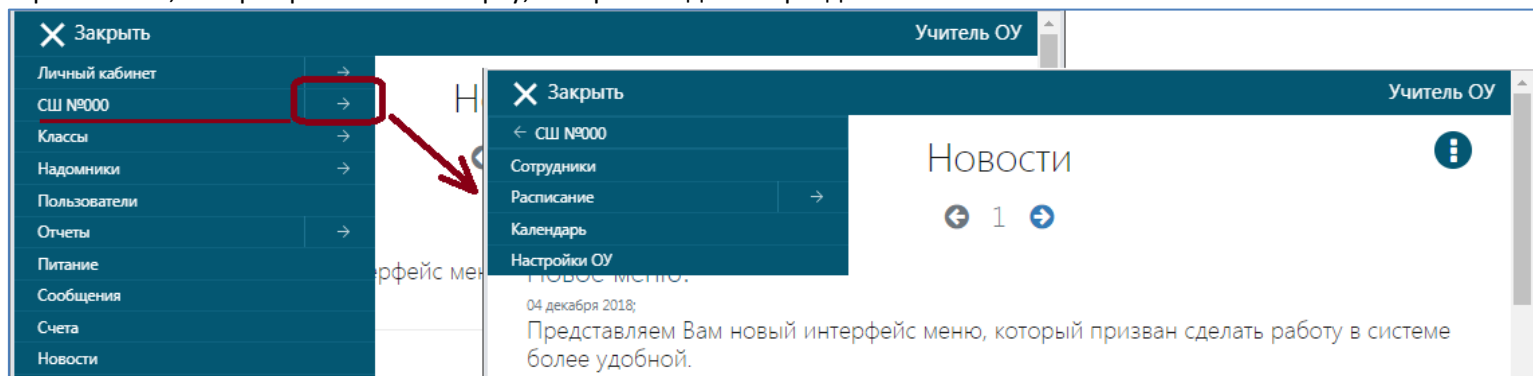 Закрыть
Учитель ОУ
Личный кабинет
СШ №000
Классы
Надомники
Пользователи
Отчеты
Питание
Сообщения
Счета
Новости
Закрыть
Учитель ОУ
СШ №000
Сотрудники
Расписание
Календарь
Настройки ОУ
Новости
1
Новое меню!
04 декабря 2018;
Представляем Вам новый интерфейс меню, который призван сделать работу в системе
более удобной.